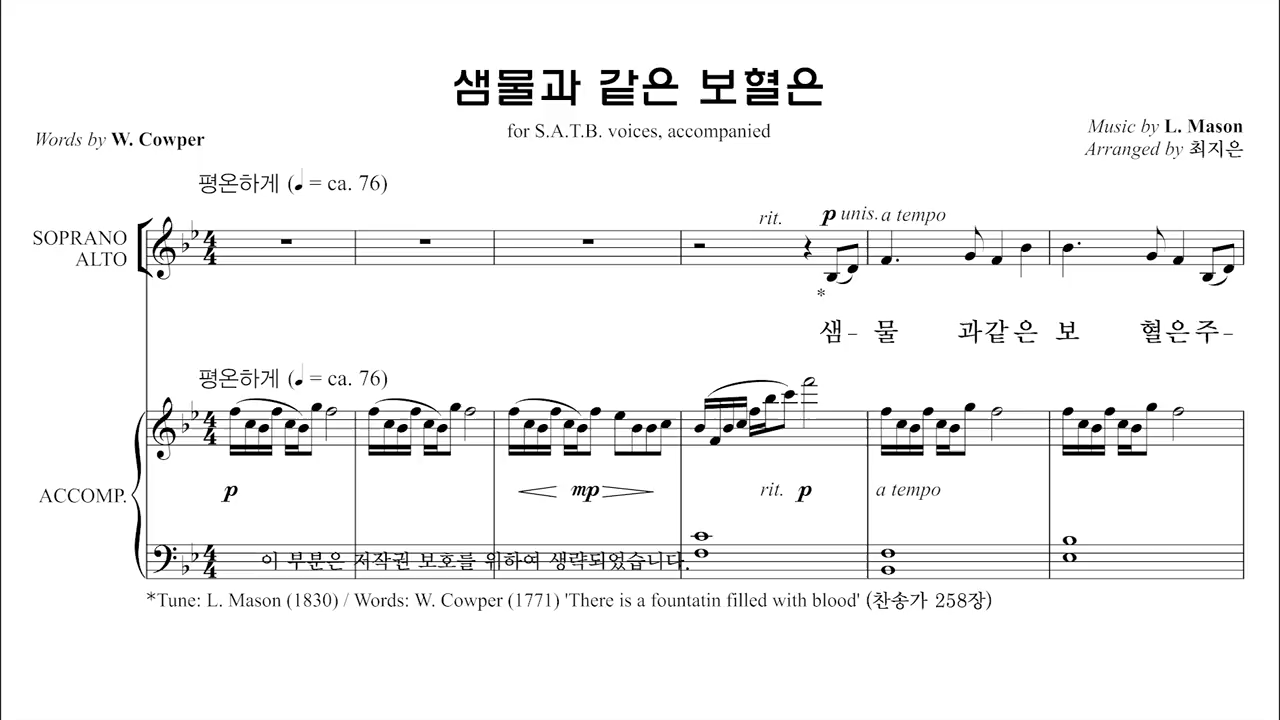 샘물과 같은 보혈은
for S.A.T.B. voices, accompanied
Words by W. Cowper
Music by L. Mason
Arranged by 최지은
평온하게 (♩ = ca. 76)
rit.
p unis. a tempo
SOPRANO
ALTO
*
샘- 물 과같은 보 혈은주-
평온하게 (♩ = ca. 76)
ACCOMP.
p
mp
rit. p
a tempo
이 부분은 저작권 보호를 위하여 생략되었습니다.
*Tune: L. Mason (1830) / Words: W. Cowper (1771) 'There is a fountatin filled with blood' (찬송가 258장)